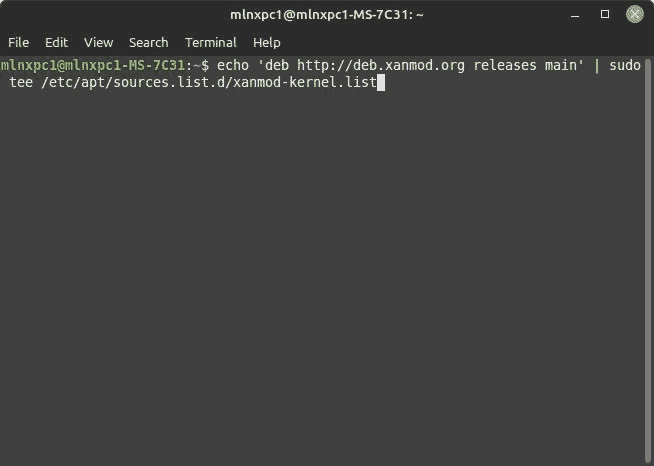 mlnxpc1@mlnxpc1-MS-7C31: ~
File Edit View Search Terminal Help
mlnxpc1@mlnxpc1-MS-7C31:~$ echo 'deb http://deb.xanmod.org releases main' | sudo
tee /etc/apt/sources.list.d/xanmod-kernel.list